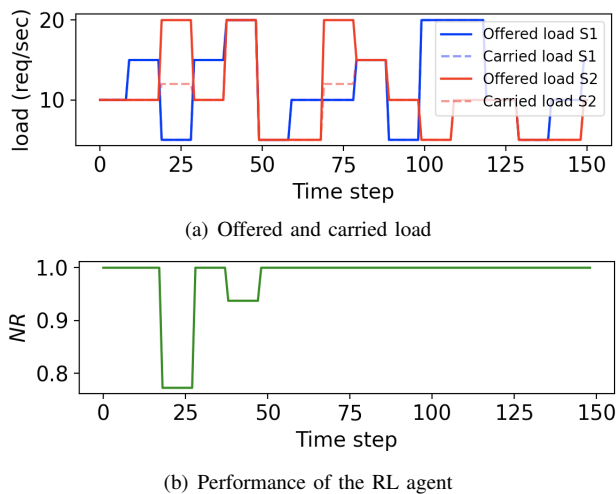 20
10
load (req/sec)
Offered load S1
Carried load S1
Offered load S2
Carried load S2
0 25 50 75 100 125 150
Time step
(a) Offered and carried load
1.0
0.9
0.8
NR
0 25 50 75 100 125 150
Time step
(b) Performance of the RL agent